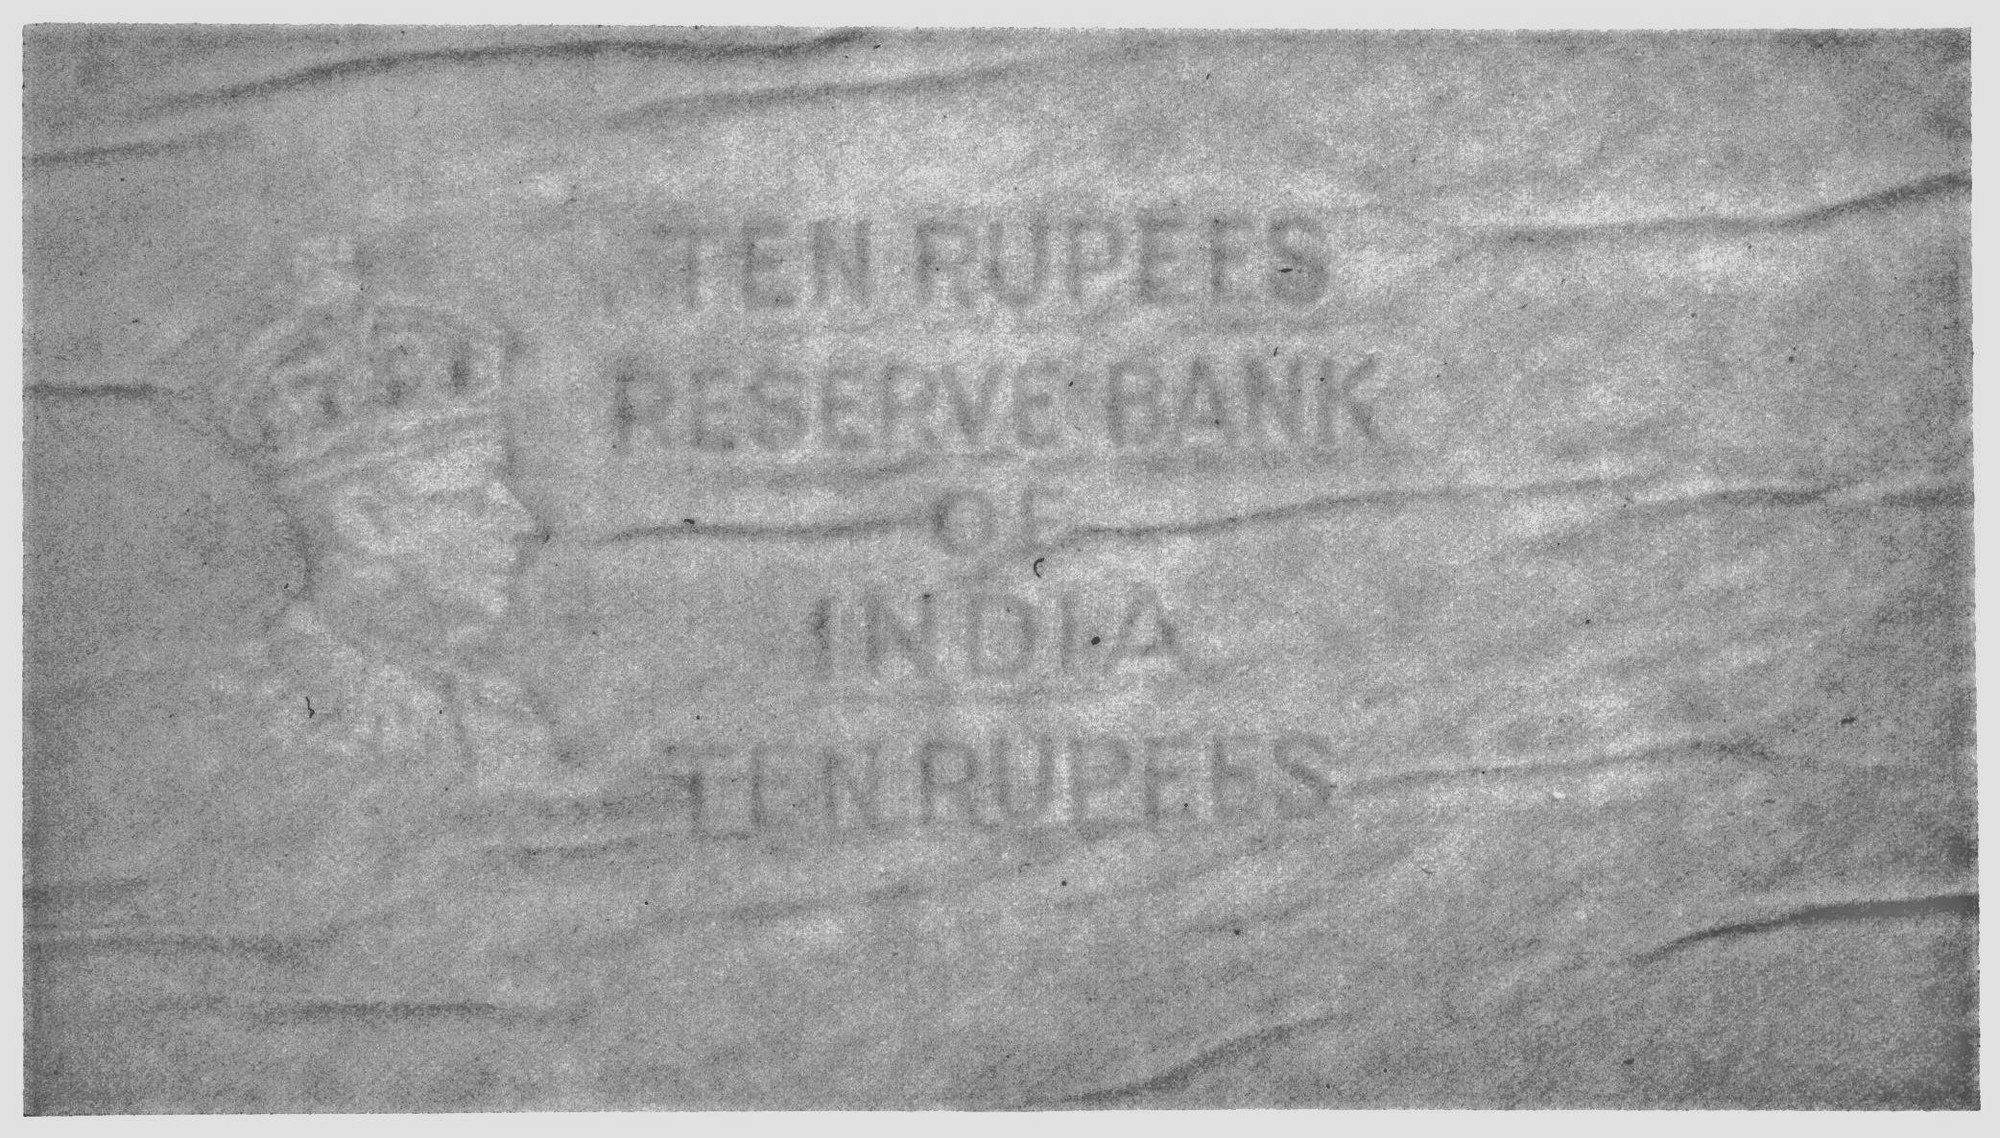 TEN RUPEES
RESERVE BANK
OF
INDIA
TEN RUPEES